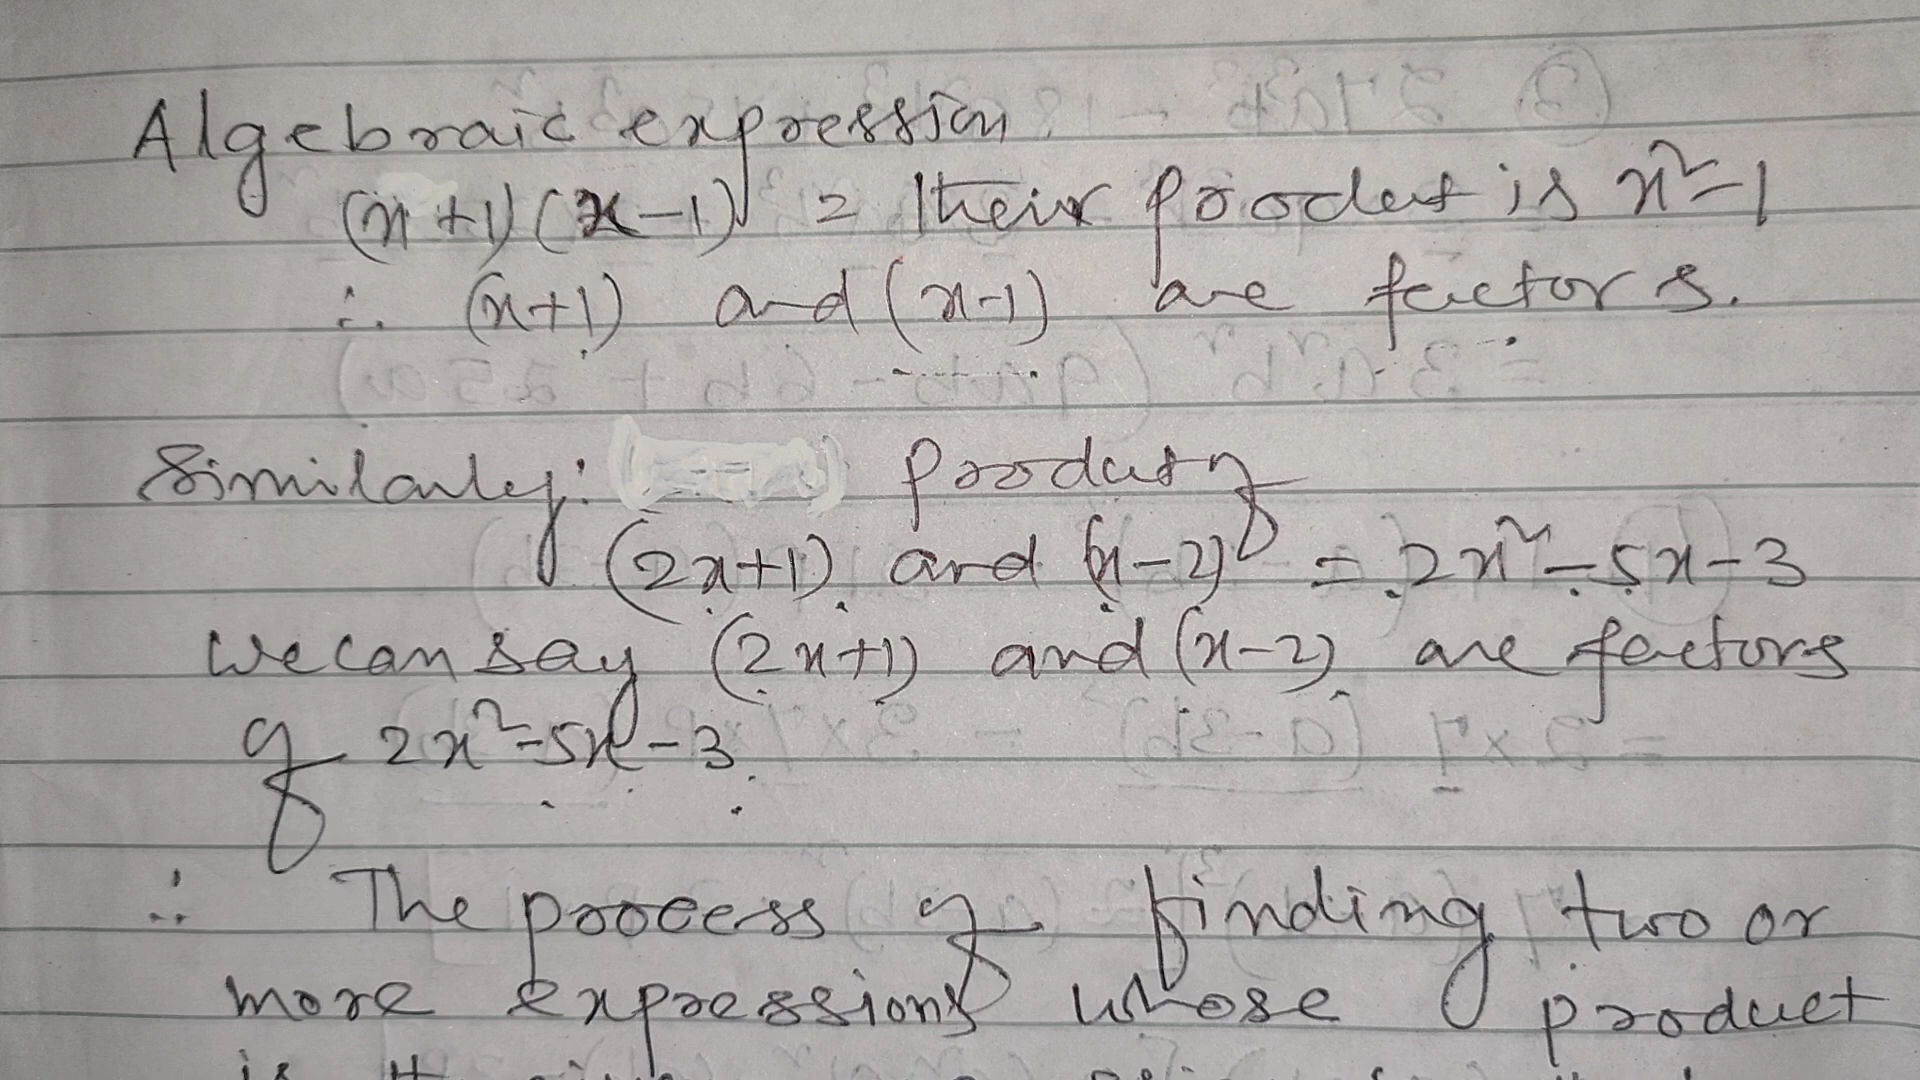 Algebraic expression
(x+1)(x-1) = Their product is x²-1
∴ (x+1) and (x-1) are factors.
Similarly: product of
(2x+1) and (x-2) = 2x²-5x-3
we can say (2x+1) and (x-2) are factors
of 2x²-5x-3.
∴ The process of finding two or
more expressions whose product
is